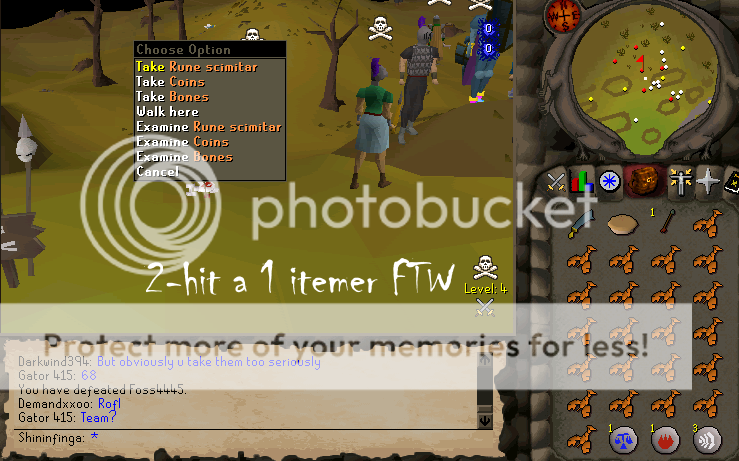 Choose Option
Take Rune scimitar
Take Coins
Take Bones
Walk here
Examine Rune scimitar
Examine Coins
Examine Bones
Cancel
0
0
1
photobucket
2-hit a 1 itemer FTW
Level: 4
Protect more of your memories for less!
Darkwind394: But obviously u take them too seriously
Gator 415: 68
You have defeated Foss4445.
Demandxxoo: Rofl
Gator 415: Team?
Shininfinga: *
1
1
1
3